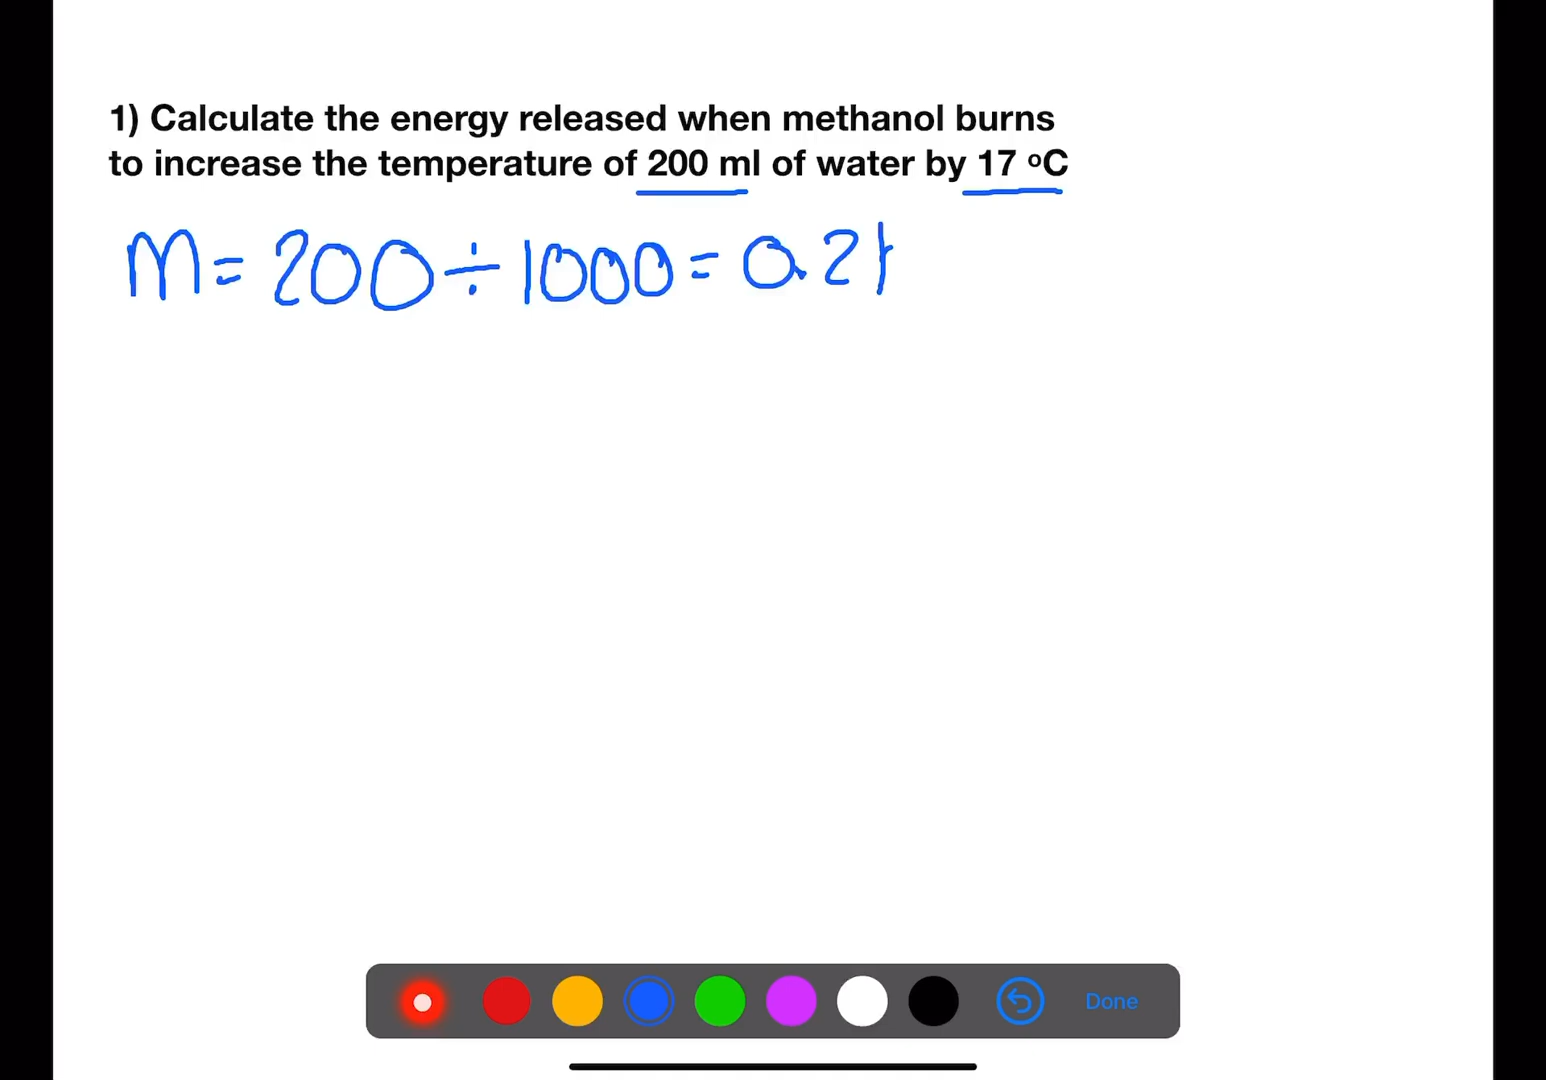 1) Calculate the energy released when methanol burns
to increase the temperature of 200 ml of water by 17 °C
M = 200 ÷ 1000 = 0.2
Done